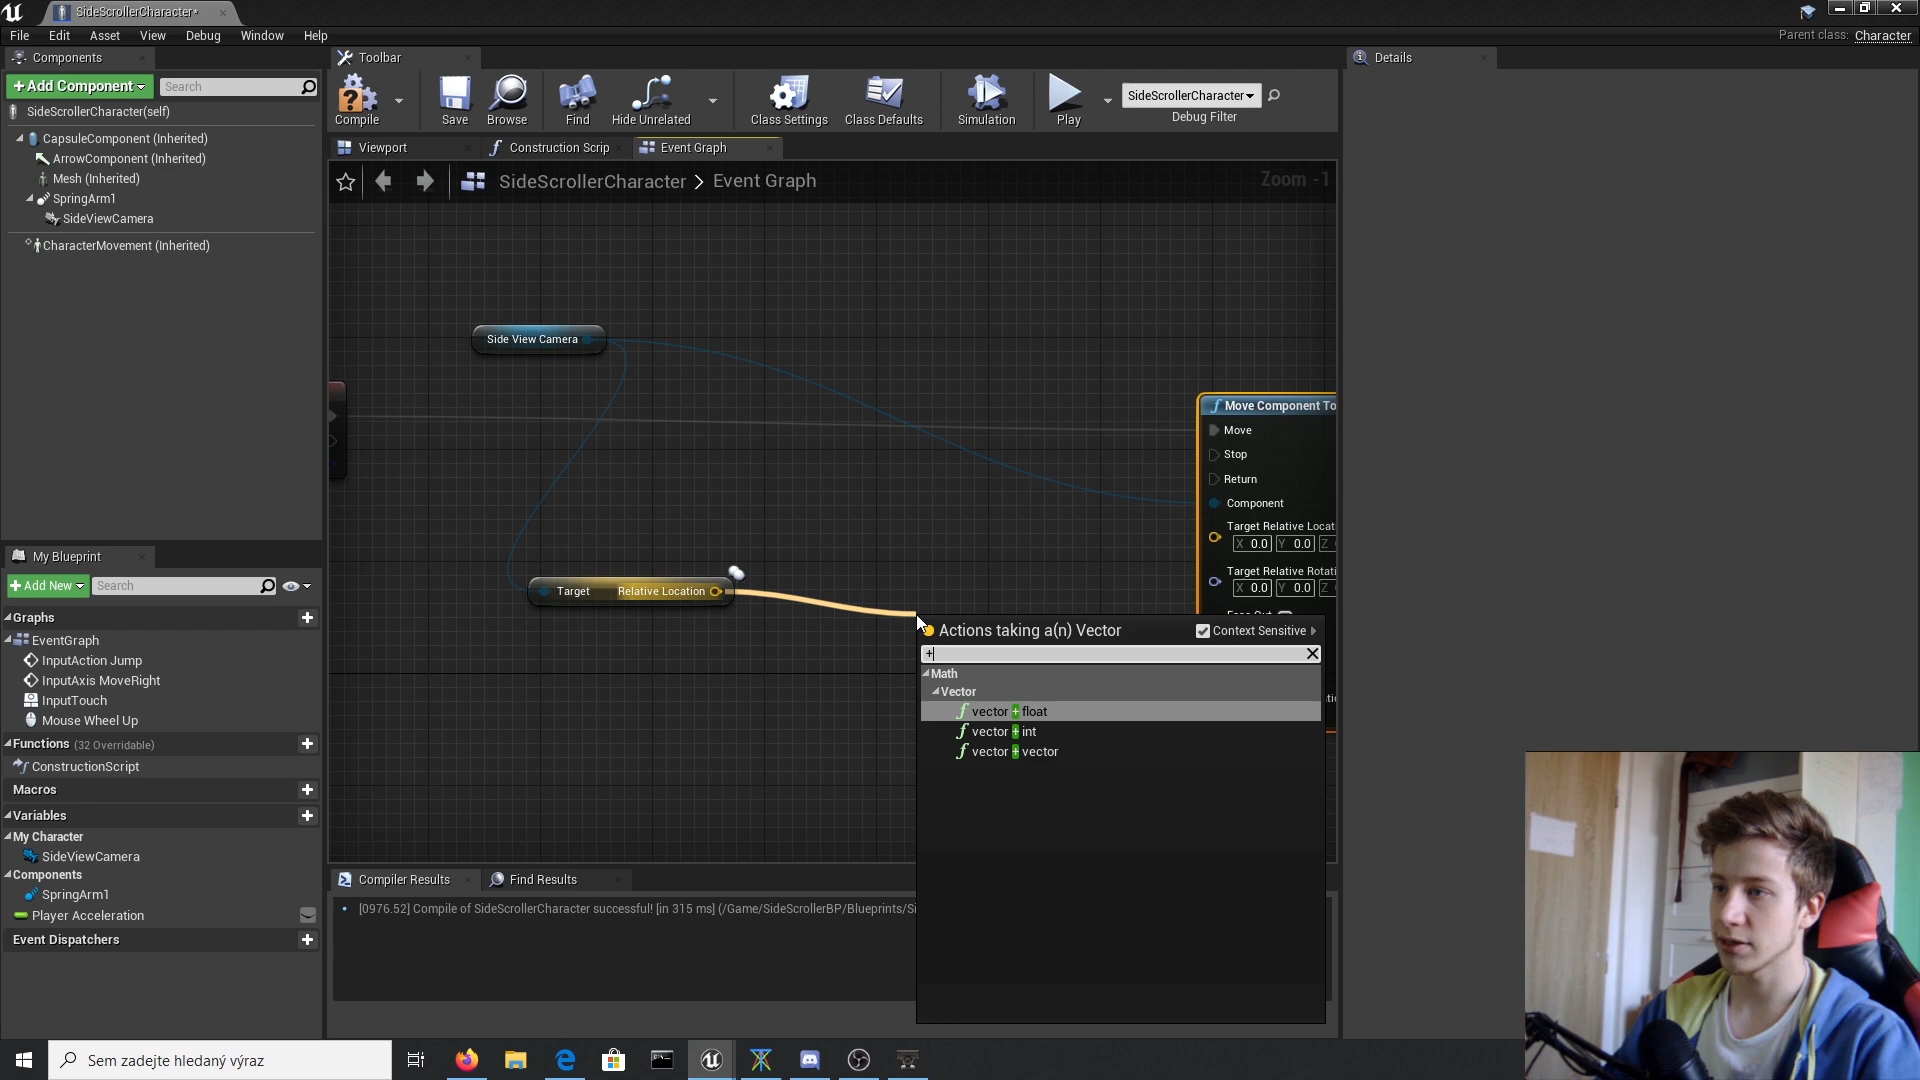 SideScrollerCharacter*
File Edit Asset View Debug Window Help
Parent class: Character
Components
+ Add Component
Search
SideScrollerCharacter(self)
CapsuleComponent (Inherited)
ArrowComponent (Inherited)
Mesh (Inherited)
SpringArm1
SideViewCamera
CharacterMovement (Inherited)
My Blueprint
+ Add New
Search
Graphs
EventGraph
InputAction Jump
InputAxis MoveRight
InputTouch
Mouse Wheel Up
Functions (32 Overridable)
ConstructionScript
Macros
Variables
My Character
SideViewCamera
Components
SpringArm1
Player Acceleration
Event Dispatchers
Toolbar
Compile
Save
Browse
Find
Hide Unrelated
Class Settings
Class Defaults
Simulation
Play
SideScrollerCharacter
Debug Filter
Viewport
Construction Scrip
Event Graph
SideScrollerCharacter > Event Graph
Zoom -1
Side View Camera
Target Relative Location
Move Component To
Move
Stop
Return
Component
Target Relative Locat
X 0.0 Y 0.0 Z
Target Relative Rotati
X 0.0 Y 0.0 Z
Actions taking a(n) Vector
Context Sensitive
+
Math
Vector
vector + float
vector + int
vector + vector
Compiler Results
Find Results
[0976.52] Compile of SideScrollerCharacter successful! [in 315 ms] (/Game/SideScrollerBP/Blueprints/Si
Details
Sem zadejte hledaný výraz